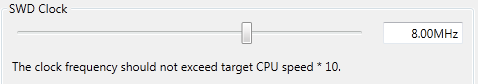 SWD Clock
8.00MHz
The clock frequency should not exceed target CPU speed * 10.